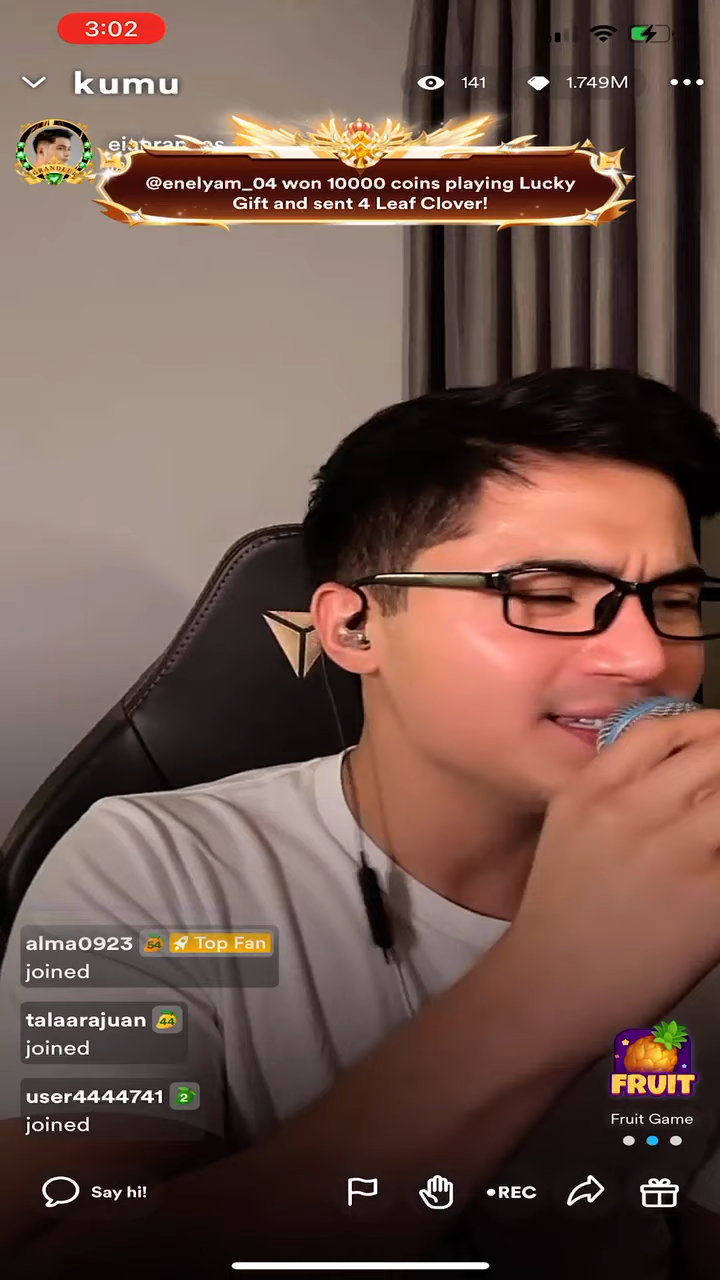 3:02
kumu
141
1.749M
@enelyam_04 won 10000 coins playing Lucky
Gift and sent 4 Leaf Clover!
GRANDEUR
alma0923 54 Top Fan
joined
talaarajuan 44
joined
user4444741 2
joined
FRUIT
Fruit Game
Say hi!
•REC